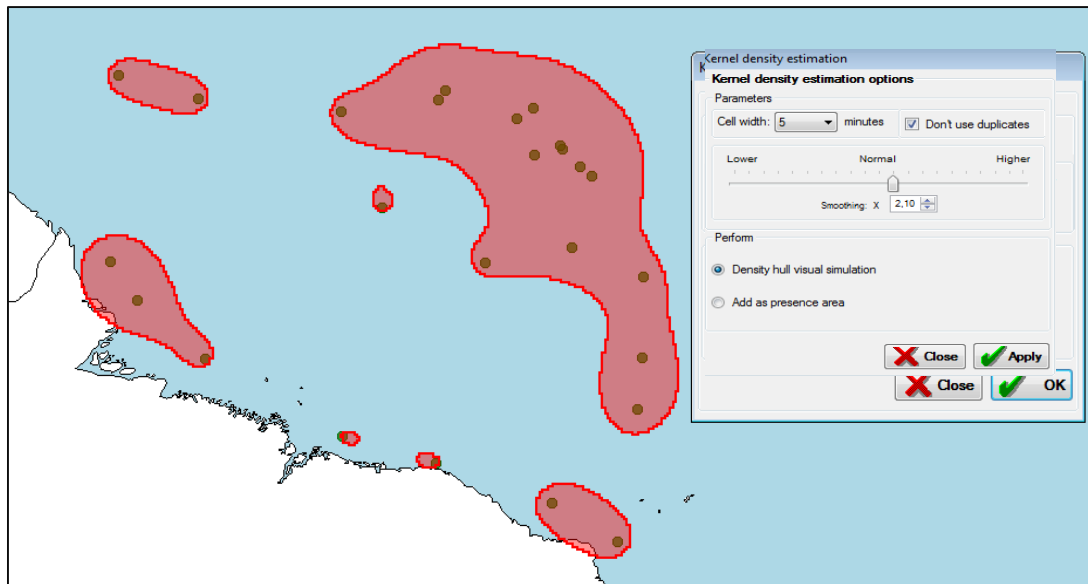 Kernel density estimation
K
Kernel density estimation options
Parameters
Cell width: 5 minutes Don't use duplicates
Lower Normal Higher
Smoothing: X 2,10
Perform
Density hull visual simulation
Add as presence area
Close Apply
Close OK